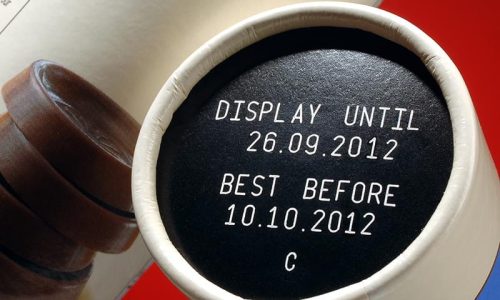 DISPLAY UNTIL
26.09.2012
BEST BEFORE
10.10.2012
C